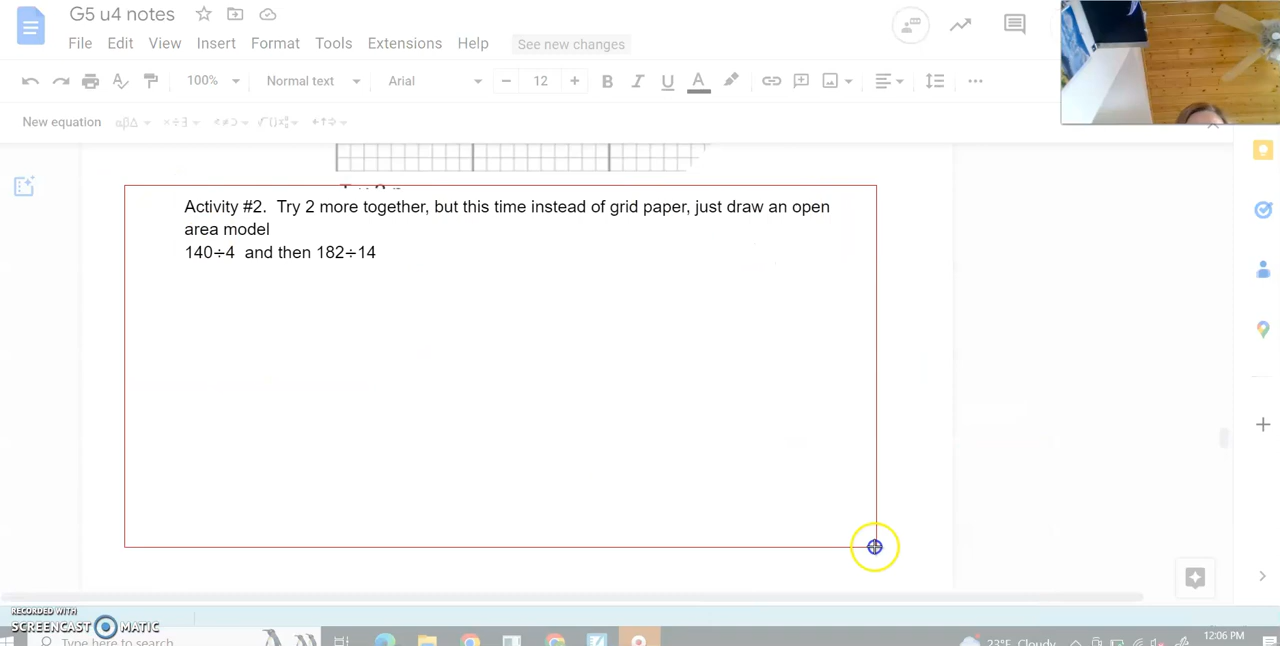 G5 u4 notes
File Edit View Insert Format Tools Extensions Help See new changes
100% Normal text Arial − 12 + B I U A
New equation
Activity #2. Try 2 more together, but this time instead of grid paper, just draw an open
area model
140÷4 and then 182÷14
RECORDED WITH
SCREENCAST MATIC
Type here to search
23°F Cloudy
12:06 PM